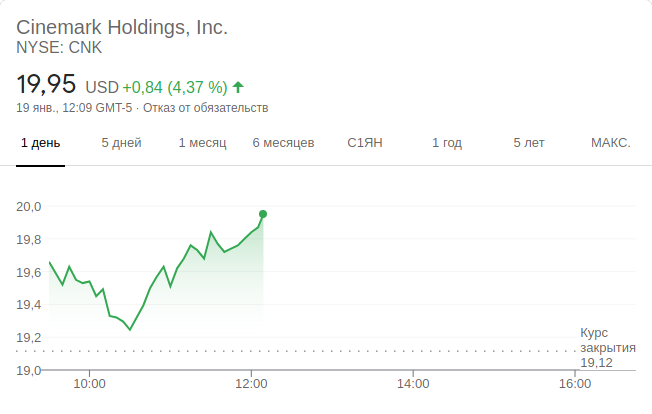 Cinemark Holdings, Inc.
NYSE: CNK
19,95 USD +0,84 (4,37 %)
19 янв., 12:09 GMT-5 · Отказ от обязательств
1 день 5 дней 1 месяц 6 месяцев С1ЯН 1 год 5 лет МАКС.
20,0
19,8
19,6
19,4
19,2
Курс
закрытия
19,12
19,0
10:00 12:00 14:00 16:00